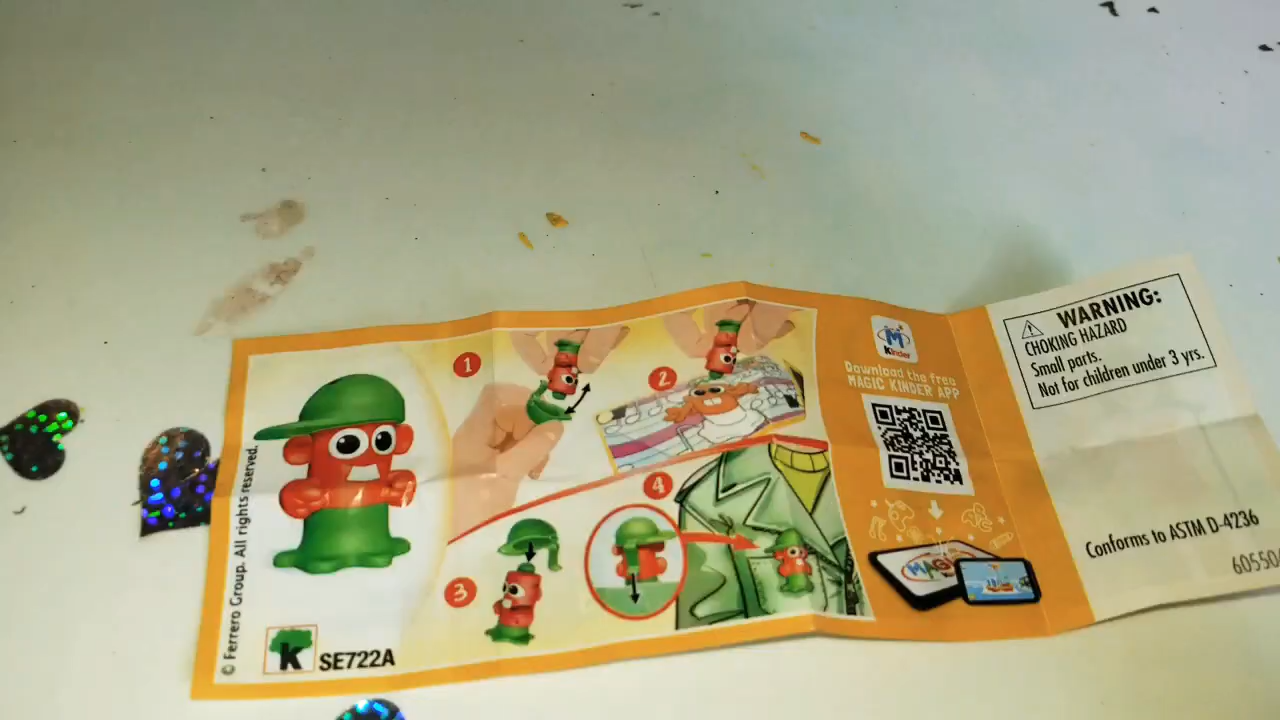 © Ferrero Group. All rights reserved.
K SE722A
1
2
3
4
Kinder
Download the free
MAGIC KINDER APP
WARNING:
CHOKING HAZARD
Small parts.
Not for children under 3 yrs.
Conforms to ASTM D-4236